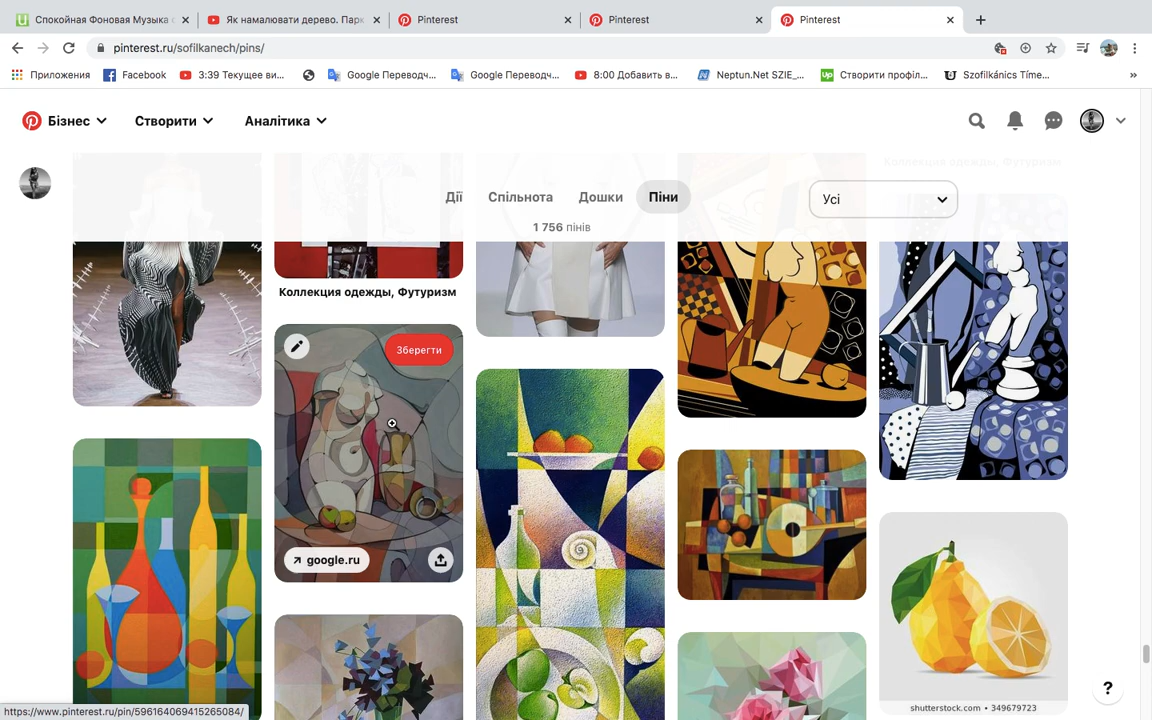 Спокойная Фоновая Музыка
Як намалювати дерево. Парк
Pinterest
Pinterest
Pinterest
pinterest.ru/sofilkanech/pins/
Приложения
Facebook
3:39 Текущее ви...
Google Переводч...
Google Переводч...
8:00 Добавить в...
Neptun.Net SZIE_...
Створити профіл...
Szofilkánics Tíme...
Бізнес
Створити
Аналітика
Коллекция одежды, Футуризм
Дії
Спільнота
Дошки
Піни
Усі
1 756 пінів
Коллекция одежды, Футуризм
Зберегти
google.ru
shutterstock.com • 349679723
?
https://www.pinterest.ru/pin/596164069415265084/